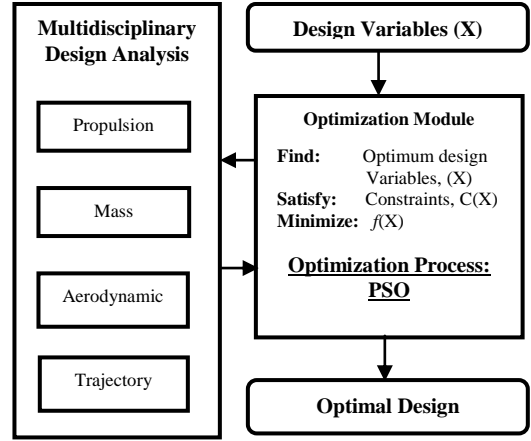 Multidisciplinary
Design Analysis
Propulsion
Mass
Aerodynamic
Trajectory
Design Variables (X)
Optimization Module
Find: Optimum design
Variables, (X)
Satisfy: Constraints, C(X)
Minimize: f(X)
Optimization Process:
PSO
Optimal Design